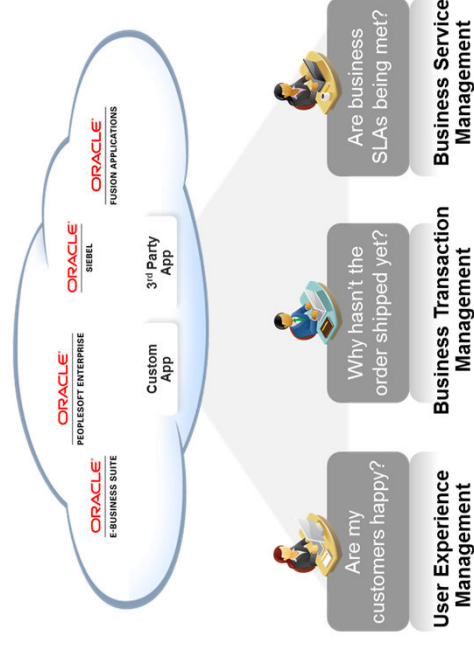 ORACLE®
E-BUSINESS SUITE
ORACLE®
PEOPLESOFT ENTERPRISE
ORACLE®
SIEBEL
ORACLE®
FUSION APPLICATIONS
Custom
App
3rd Party
App
Are my
customers happy?
User Experience
Management
Why hasn't the
order shipped yet?
Business Transaction
Management
Are business
SLAs being met?
Business Service
Management